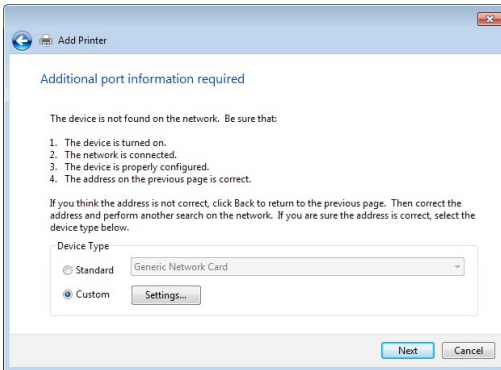 Add Printer
Additional port information required
The device is not found on the network.  Be sure that:
1.  The device is turned on.
2.  The network is connected.
3.  The device is properly configured.
4.  The address on the previous page is correct.
If you think the address is not correct, click Back to return to the previous page.  Then correct the
address and perform another search on the network.  If you are sure the address is correct, select the
device type below.
Device Type
Standard Generic Network Card
Custom Settings...
Next Cancel